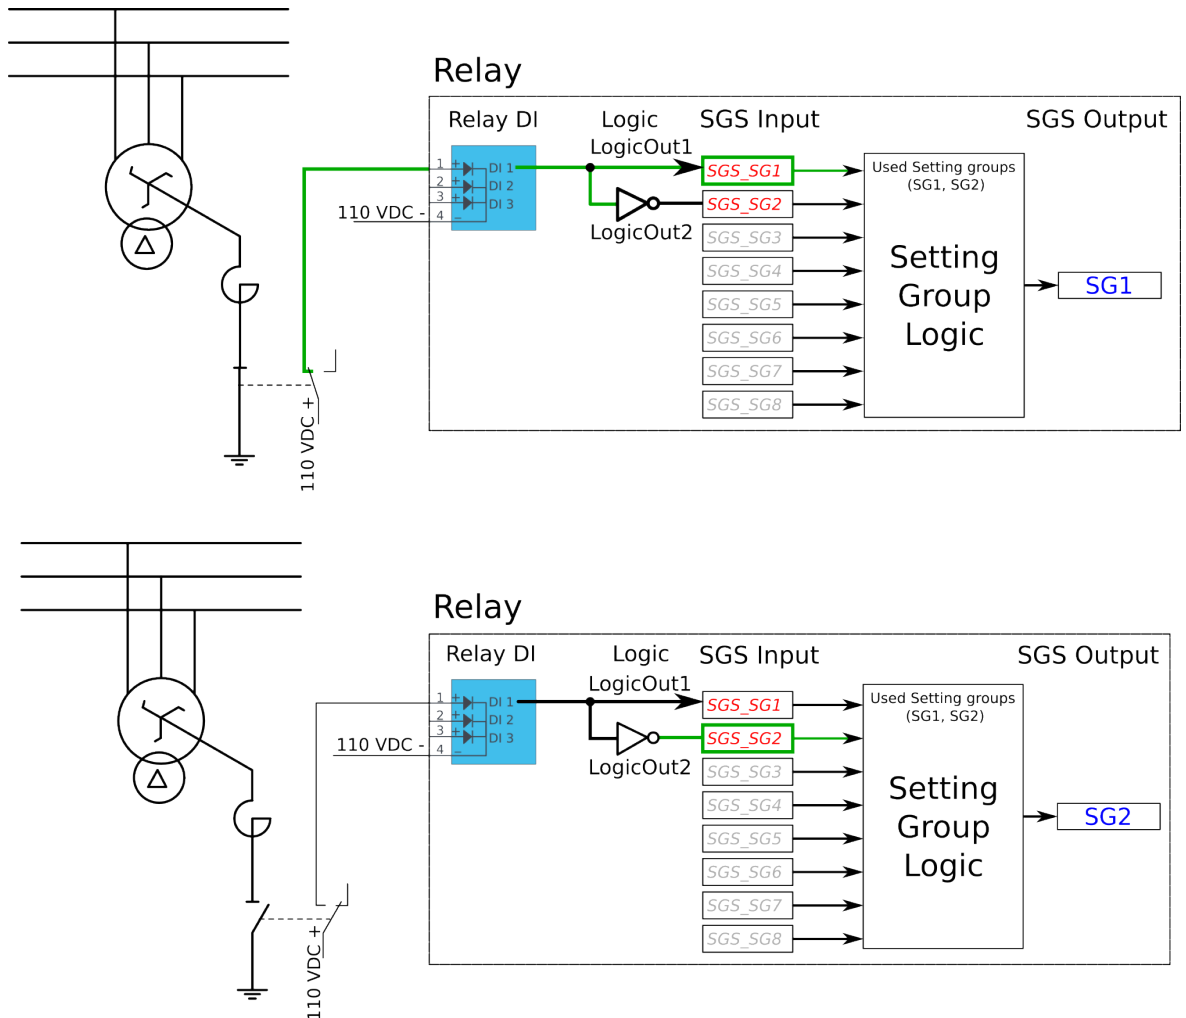 Relay
Relay DI
Logic
SGS Input
SGS Output
LogicOut1
1 + DI 1
2 + DI 2
3 + DI 3
4 −
110 VDC -
LogicOut2
SGS_SG1
SGS_SG2
SGS_SG3
SGS_SG4
SGS_SG5
SGS_SG6
SGS_SG7
SGS_SG8
Used Setting groups
(SG1, SG2)
Setting
Group
Logic
SG1
110 VDC +
Relay
Relay DI
Logic
SGS Input
SGS Output
LogicOut1
1 + DI 1
2 + DI 2
3 + DI 3
4 −
110 VDC -
LogicOut2
SGS_SG1
SGS_SG2
SGS_SG3
SGS_SG4
SGS_SG5
SGS_SG6
SGS_SG7
SGS_SG8
Used Setting groups
(SG1, SG2)
Setting
Group
Logic
SG2
110 VDC +